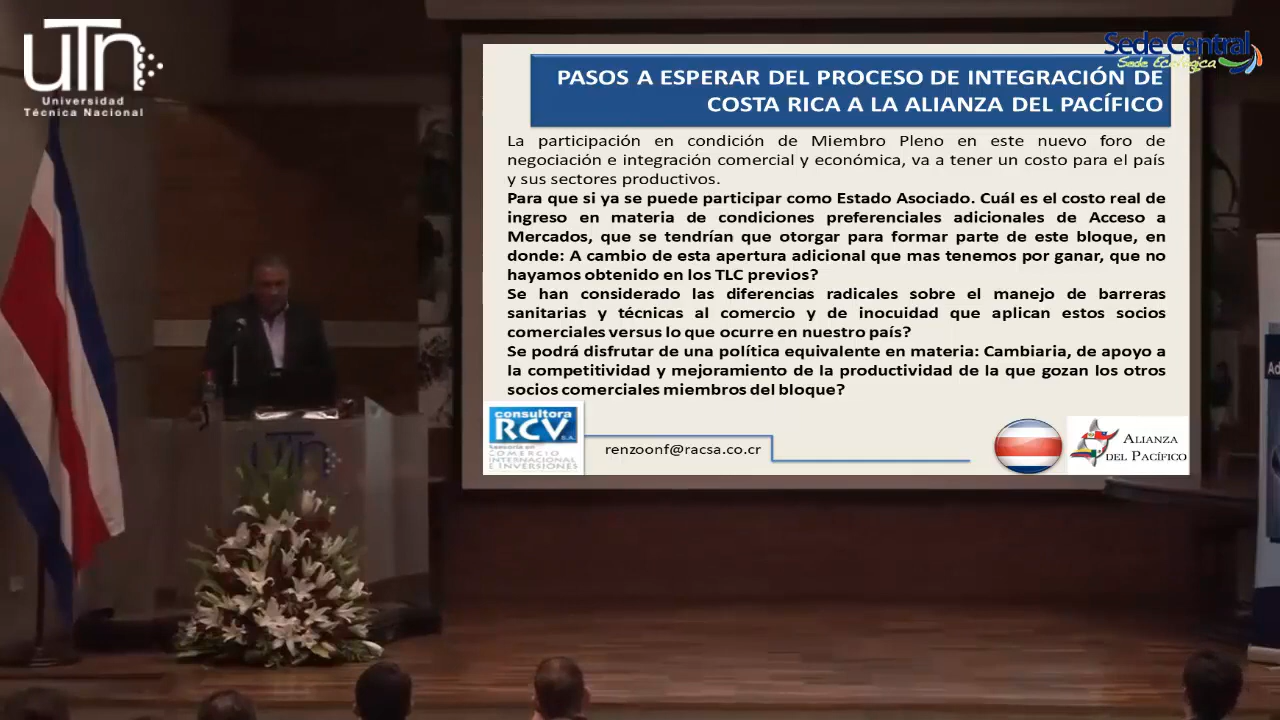 uTn
Universidad
Técnica Nacional
Sede Central
Sede Ecológica
PASOS A ESPERAR DEL PROCESO DE INTEGRACIÓN DE
COSTA RICA A LA ALIANZA DEL PACÍFICO
La participación en condición de Miembro Pleno en este nuevo foro de
negociación e integración comercial y económica, va a tener un costo para el país
y sus sectores productivos.
Para que si ya se puede participar como Estado Asociado. Cuál es el costo real de
ingreso en materia de condiciones preferenciales adicionales de Acceso a
Mercados, que se tendrían que otorgar para formar parte de este bloque, en
donde: A cambio de esta apertura adicional que mas tenemos por ganar, que no
hayamos obtenido en los TLC previos?
Se han considerado las diferencias radicales sobre el manejo de barreras
sanitarias y técnicas al comercio y de inocuidad que aplican estos socios
comerciales versus lo que ocurre en nuestro país?
Se podrá disfrutar de una política equivalente en materia: Cambiaria, de apoyo a
la competitividad y mejoramiento de la productividad de la que gozan los otros
socios comerciales miembros del bloque?
consultora
RCV S.A.
Asesoría en
COMERCIO
INTERNACIONAL
E INVERSIONES
renzoonf@racsa.co.cr
ALIANZA
DEL PACÍFICO
UTn
Ad